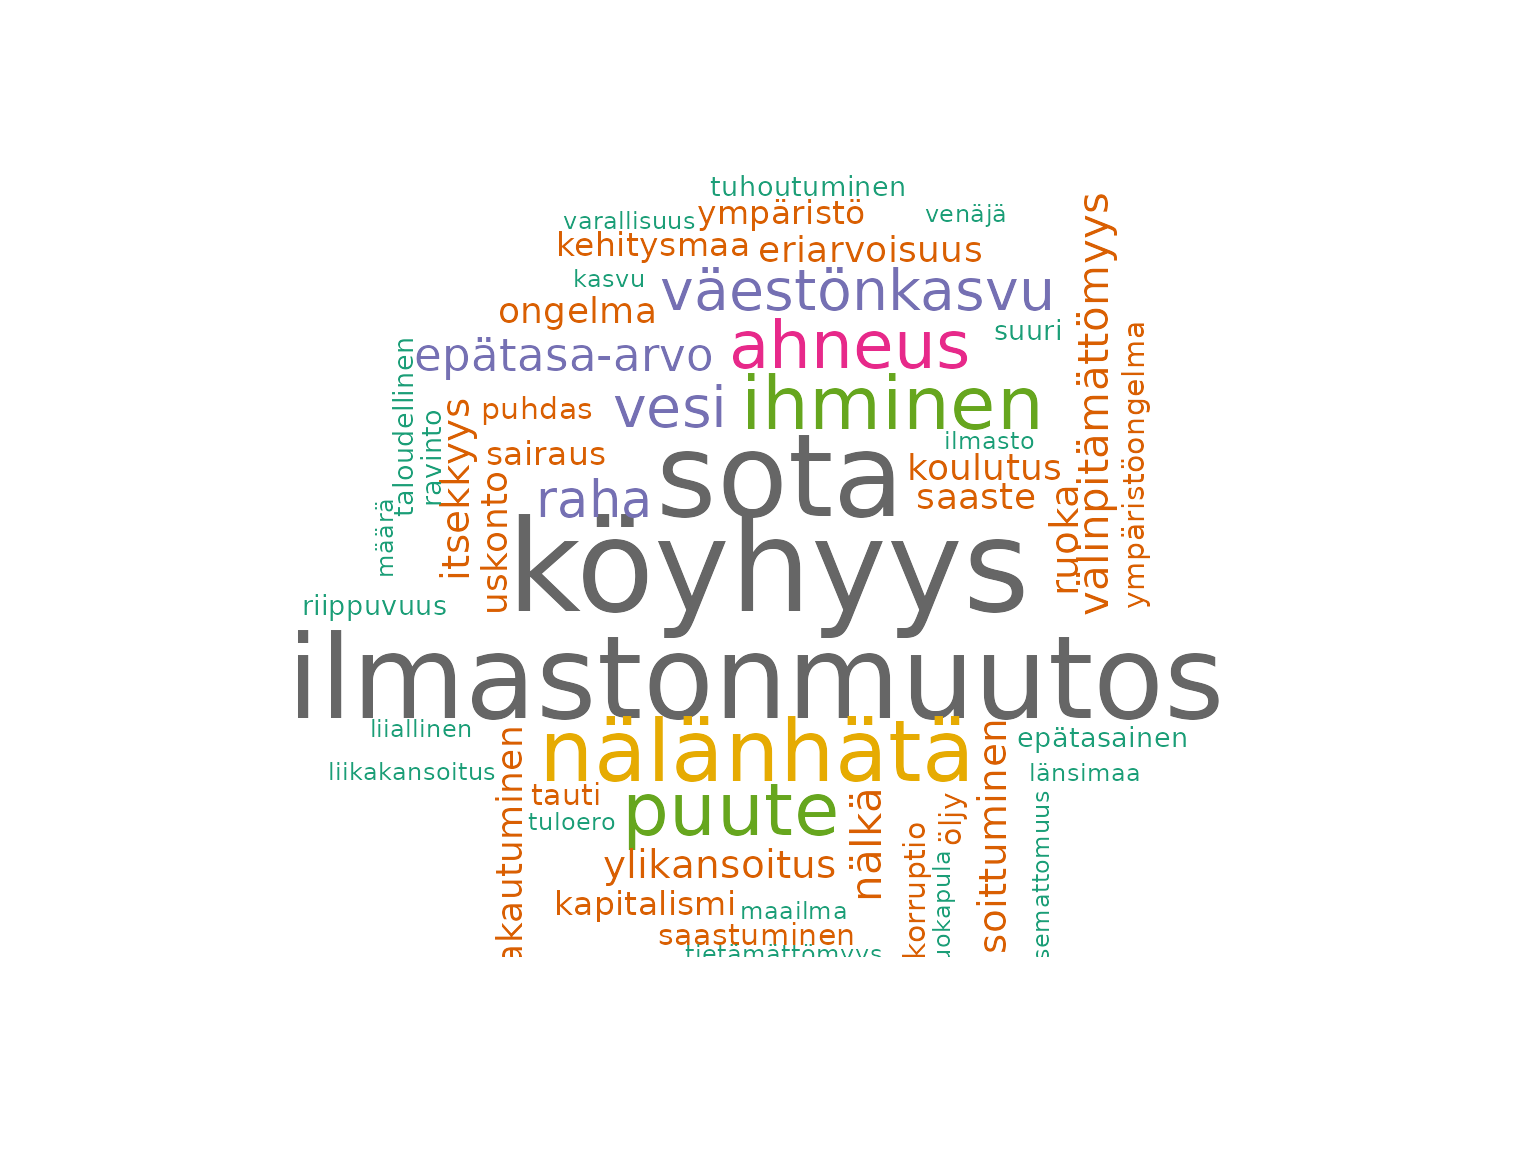 tuhoutuminen
varallisuus
ympäristö
venäjä
kehitysmaa
eriarvoisuus
kasvu
väestönkasvu
ongelma
ahneus
suuri
epätasa-arvo
ihminen
vesi
puhdas
taloudellinen
ravinto
itsekkyys
välinpitämättömyys
ympäristöongelma
sota
ilmasto
sairaus
koulutus
raha
saaste
uskonto
ruoka
määrä
köyhyys
riippuvuus
ilmastonmuutos
liiallinen
nälänhätä
epätasainen
liikakansoitus
länsimaa
akautuminen
tauti
puute
tuloero
nälkä
öljy
soittuminen
semattomuus
ylikansoitus
korruptio
uokapula
kapitalismi
maailma
saastuminen
tietämättömyys